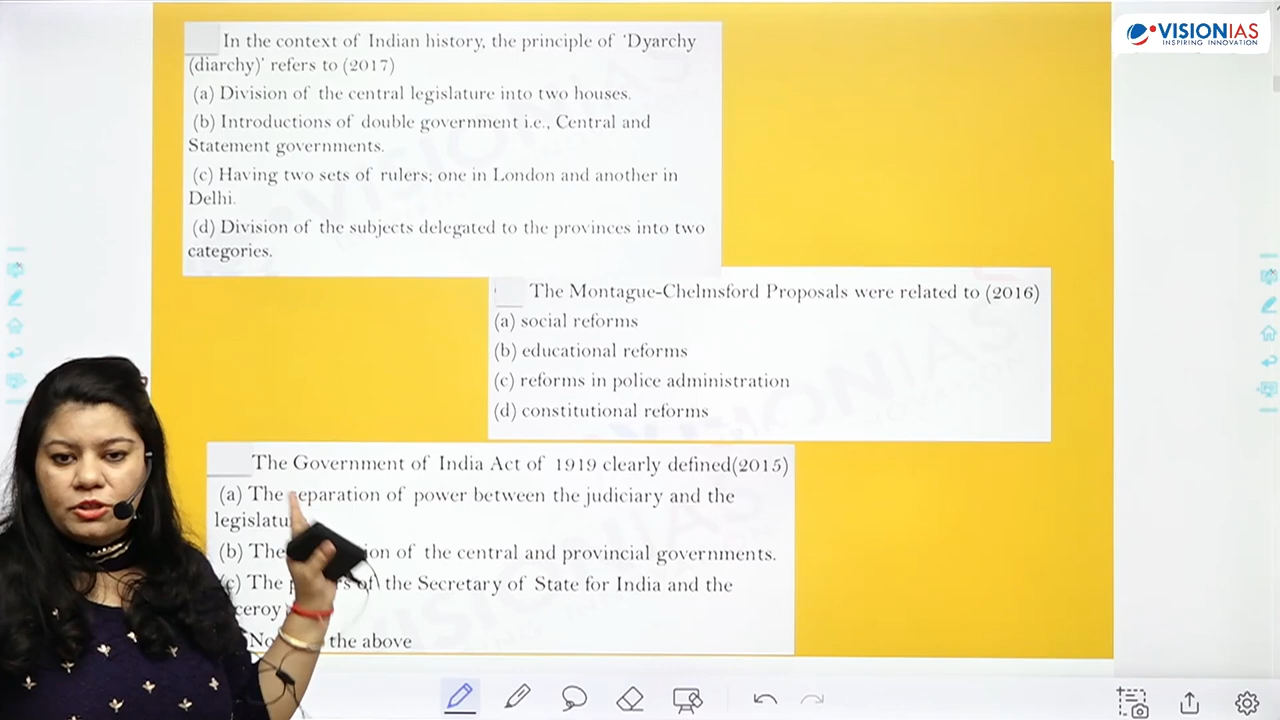 VISIONIAS
INSPIRING INNOVATION
In the context of Indian history, the principle of ‘Dyarchy
(diarchy)’ refers to (2017)
(a) Division of the central legislature into two houses.
(b) Introductions of double government i.e., Central and
Statement governments.
(c) Having two sets of rulers; one in London and another in
Delhi.
(d) Division of the subjects delegated to the provinces into two
categories.
The Montague-Chelmsford Proposals were related to (2016)
(a) social reforms
(b) educational reforms
(c) reforms in police administration
(d) constitutional reforms
The Government of India Act of 1919 clearly defined(2015)
(a) The separation of power between the judiciary and the
(b) The of the central and provincial governments.
(c) The of the Secretary of State for India and the
the above